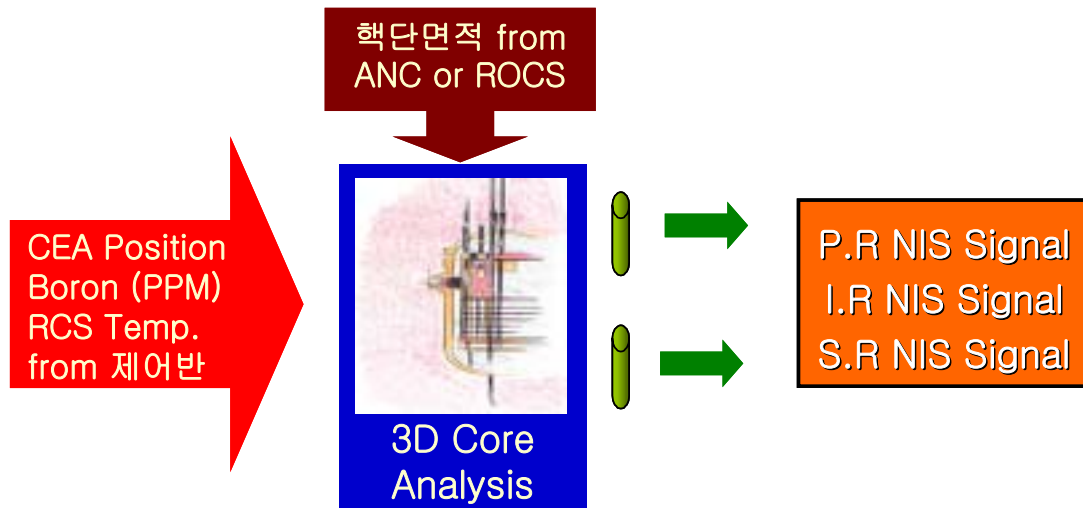 핵단면적 from
ANC or ROCS
CEA Position
Boron (PPM)
RCS Temp.
from 제어반
3D Core
Analysis
P.R NIS Signal
I.R NIS Signal
S.R NIS Signal